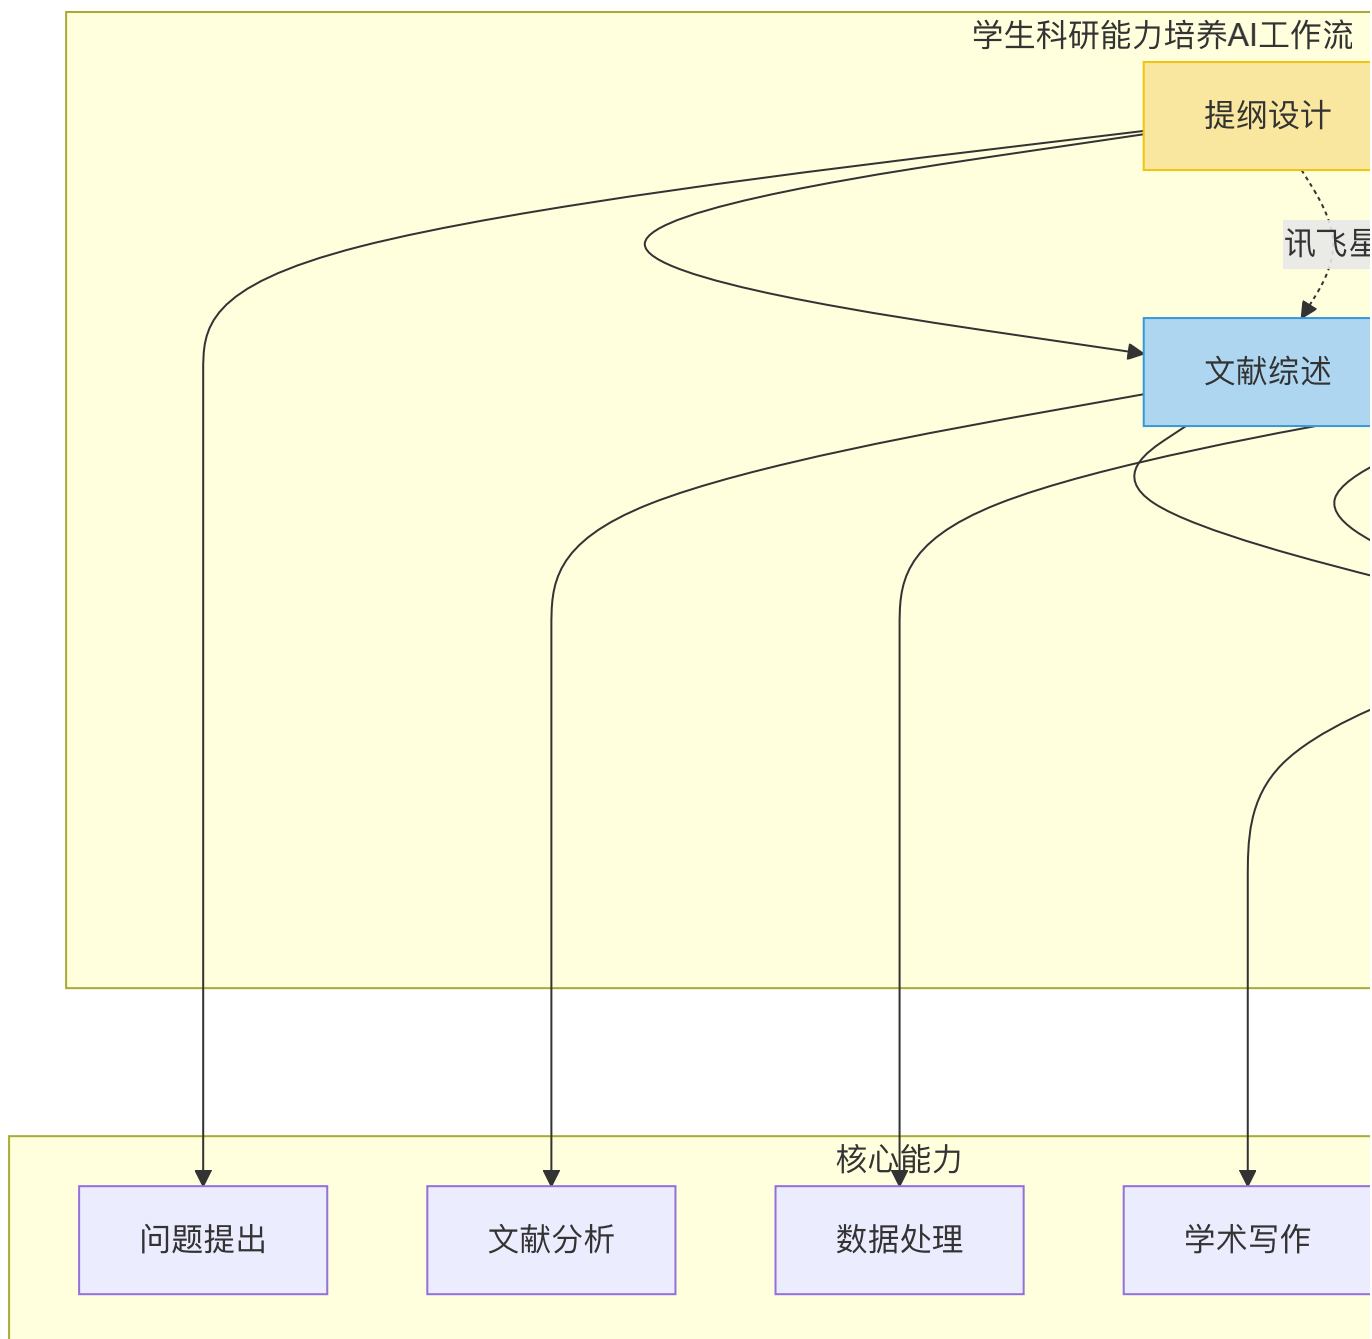 学生科研能力培养AI工作流
提纲设计
讯飞星
文献综述
核心能力
问题提出
文献分析
数据处理
学术写作